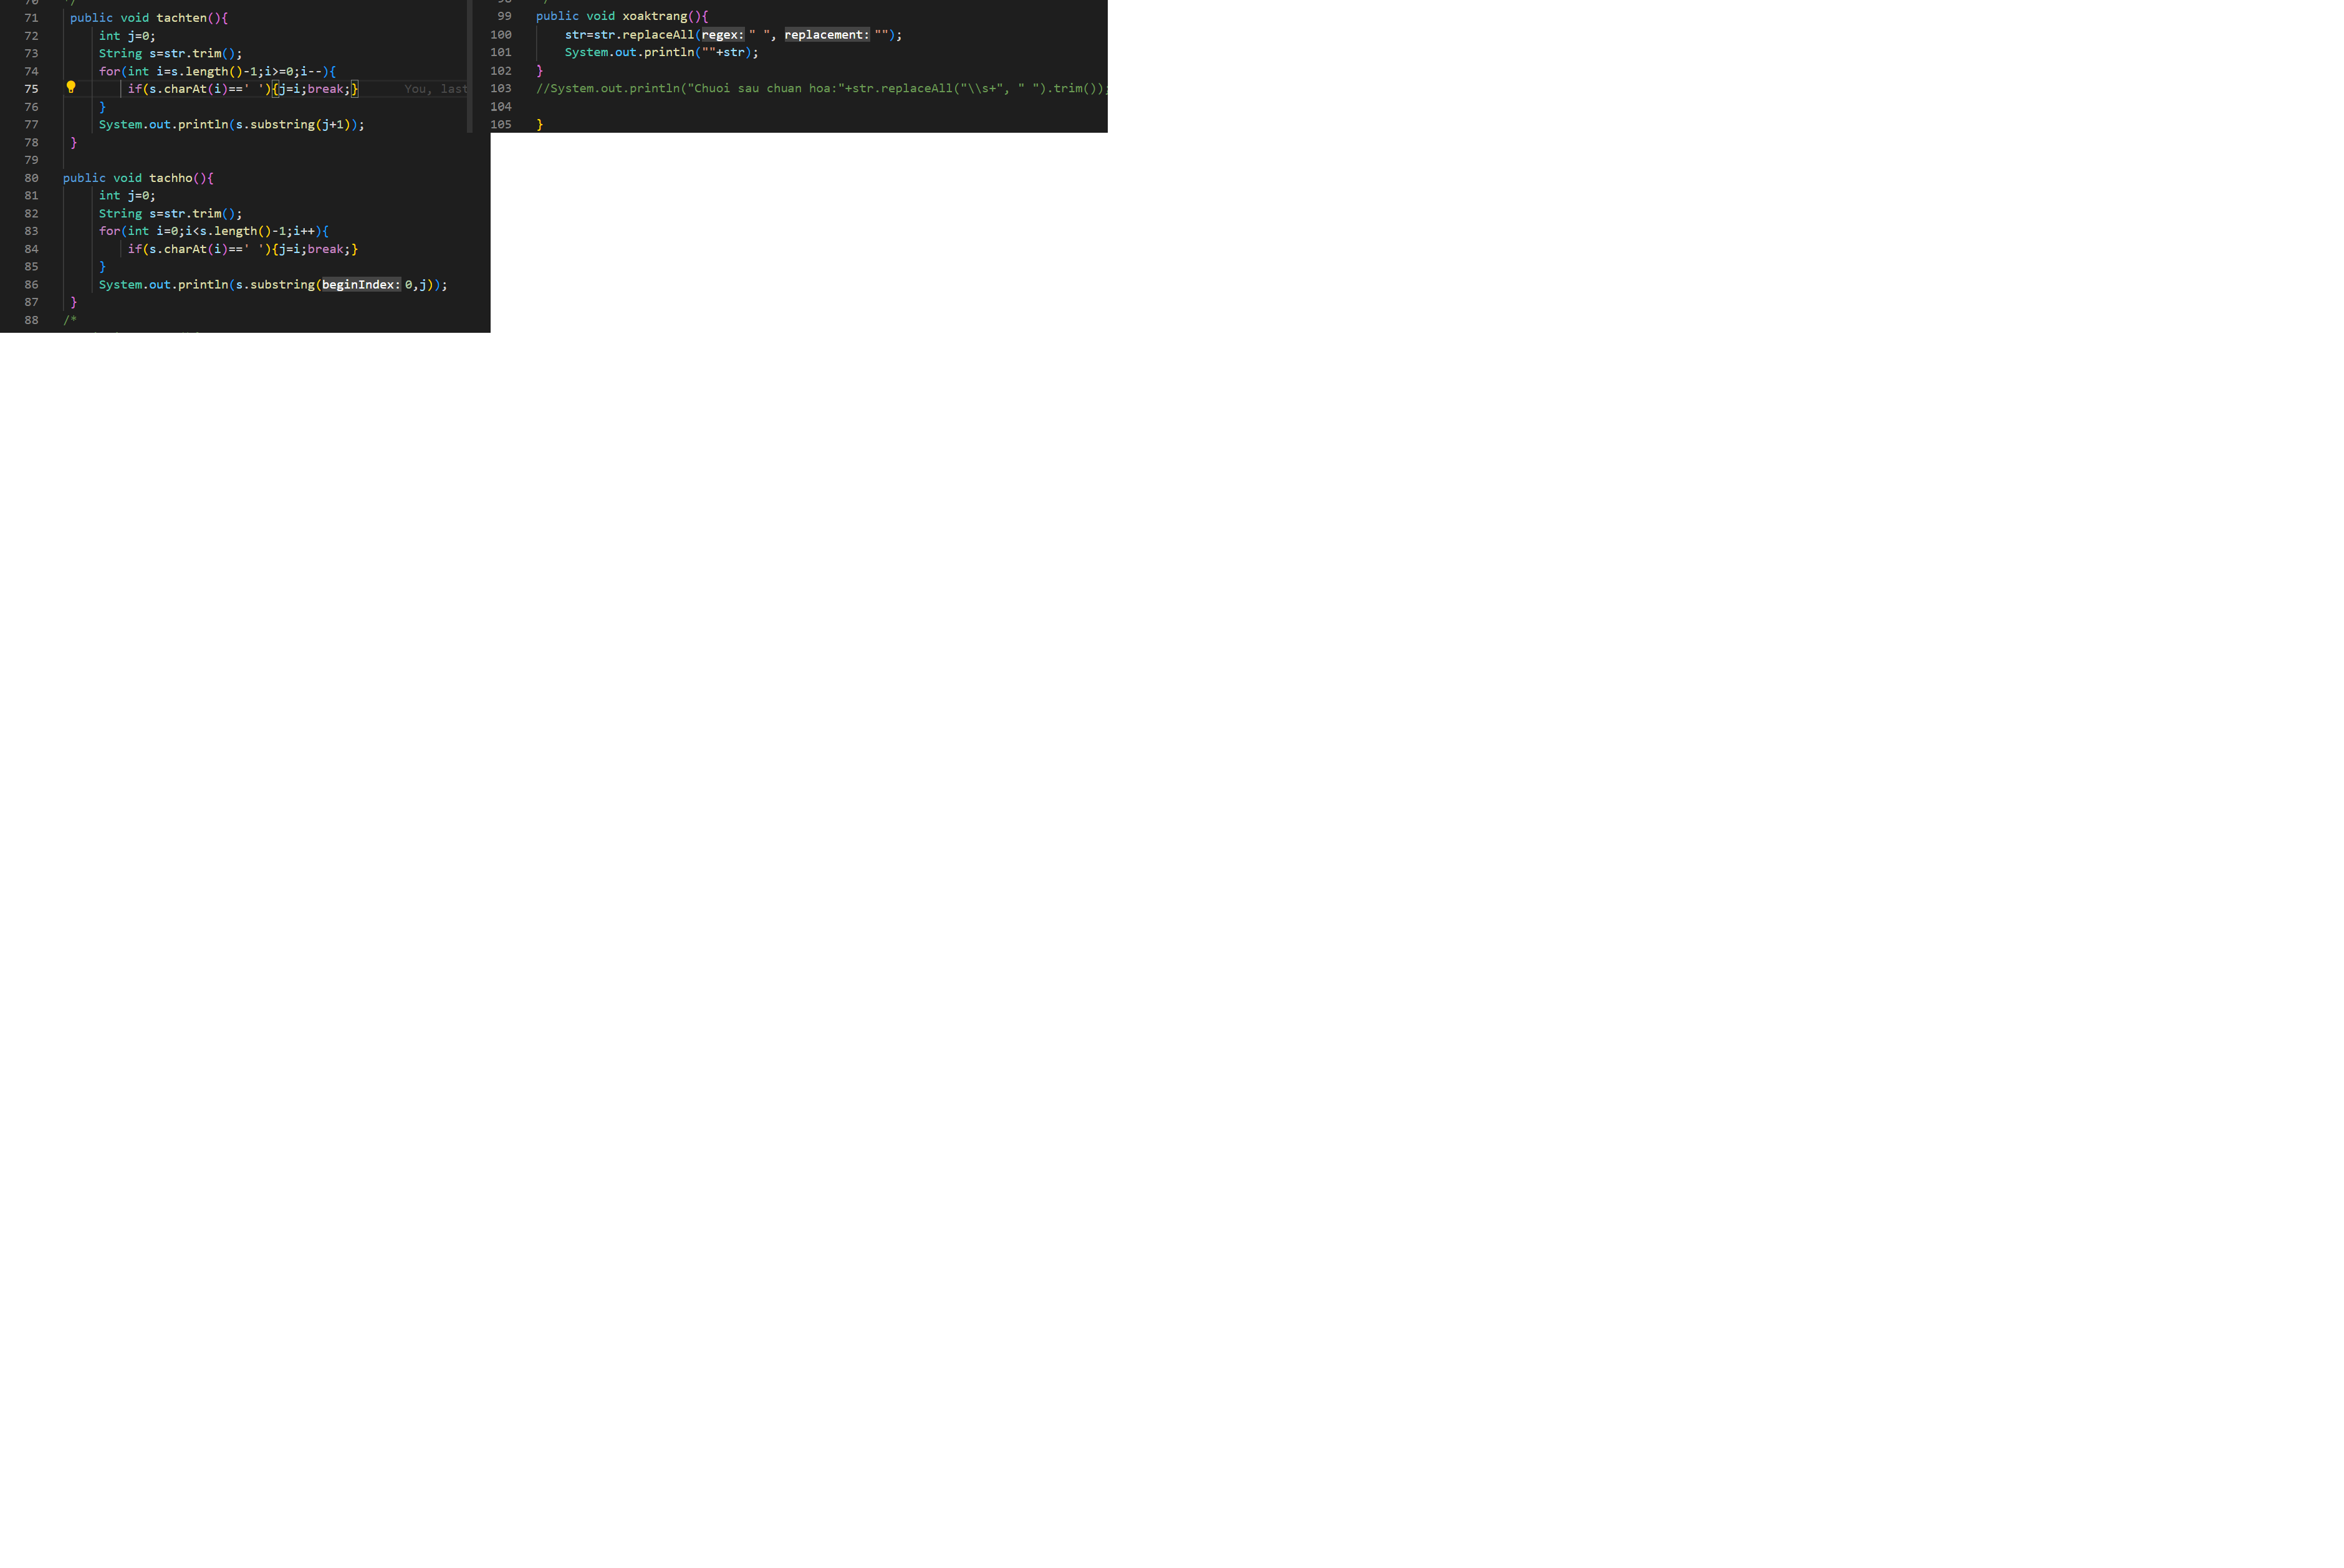 70 */
71 public void tachten(){
72 int j=0;
73 String s=str.trim();
74 for(int i=s.length()-1;i>=0;i--){
75 if(s.charAt(i)==' '){j=i;break;} You, last
76 }
77 System.out.println(s.substring(j+1));
78 }
79
80 public void tachho(){
81 int j=0;
82 String s=str.trim();
83 for(int i=0;i<s.length()-1;i++){
84 if(s.charAt(i)==' '){j=i;break;}
85 }
86 System.out.println(s.substring(beginIndex: 0,j));
87 }
88 /*
99 public void xoaktrang(){
100 str=str.replaceAll(regex: " ", replacement: "");
101 System.out.println(""+str);
102 }
103 //System.out.println("Chuoi sau chuan hoa:"+str.replaceAll("\\s+", " ").trim());
104
105 }